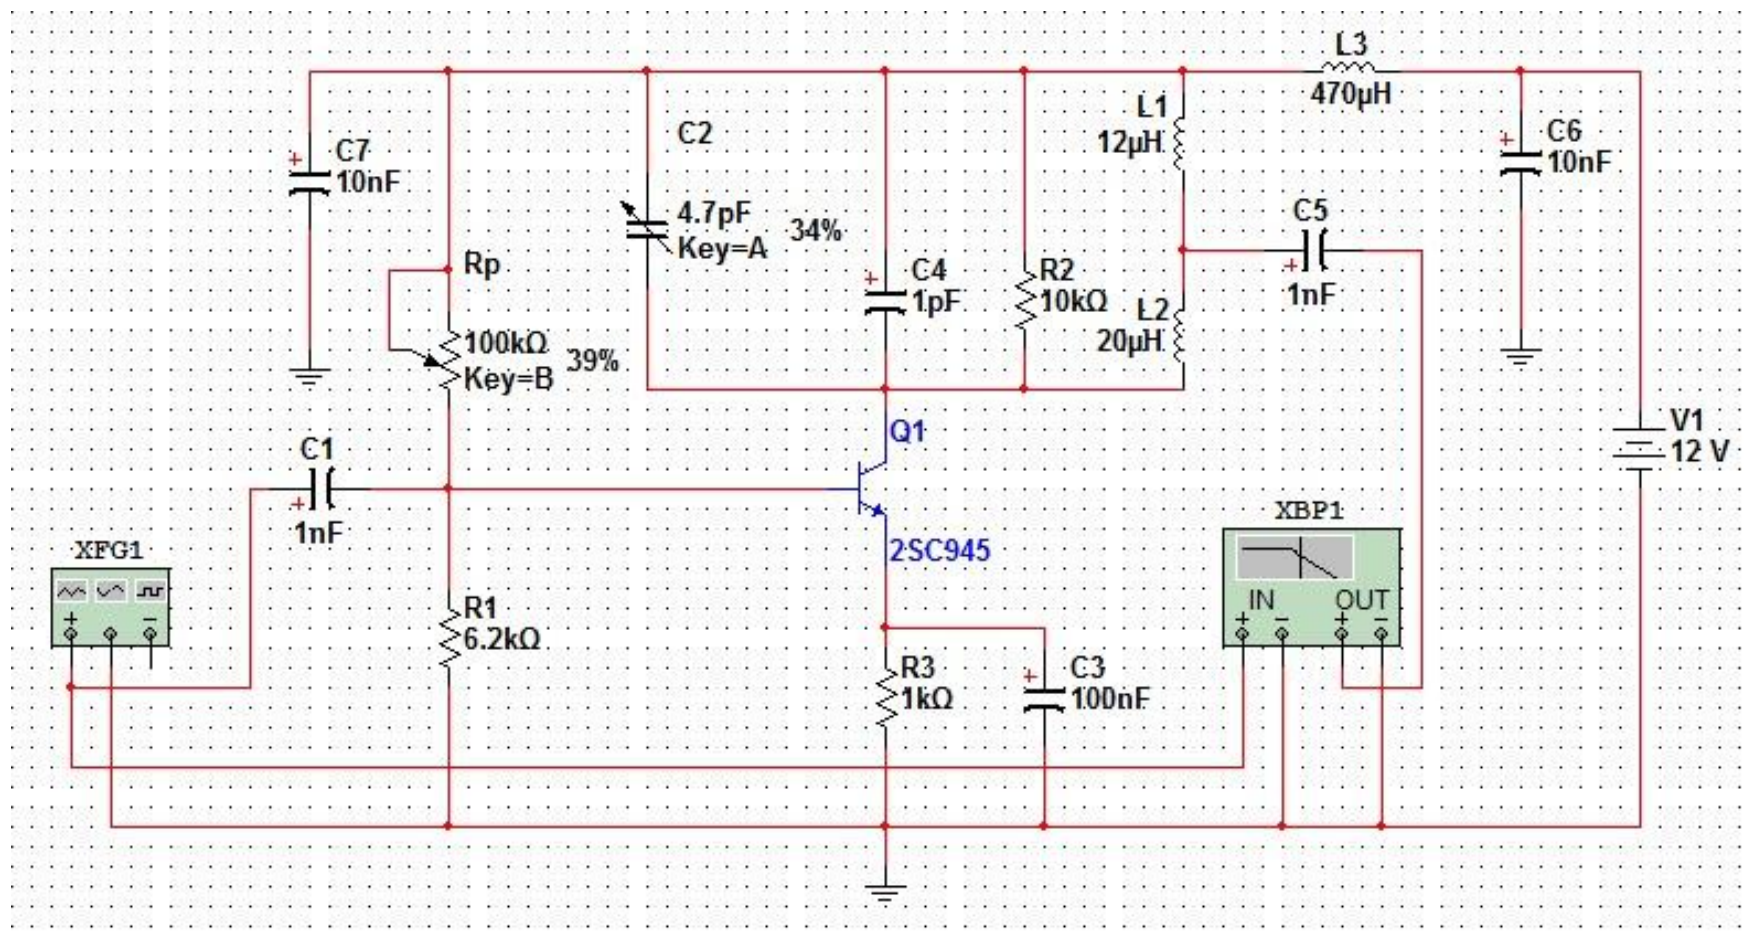 L3
470µH
L1
12µH
C2
C7
10nF
C6
10nF
4.7pF
Key=A
34%
C5
1nF
Rp
C4
1pF
R2
10kΩ
L2
20µH
100kΩ
Key=B
39%
V1
12 V
Q1
C1
1nF
2SC945
XFG1
XBP1
IN
OUT
R1
6.2kΩ
R3
1kΩ
C3
100nF